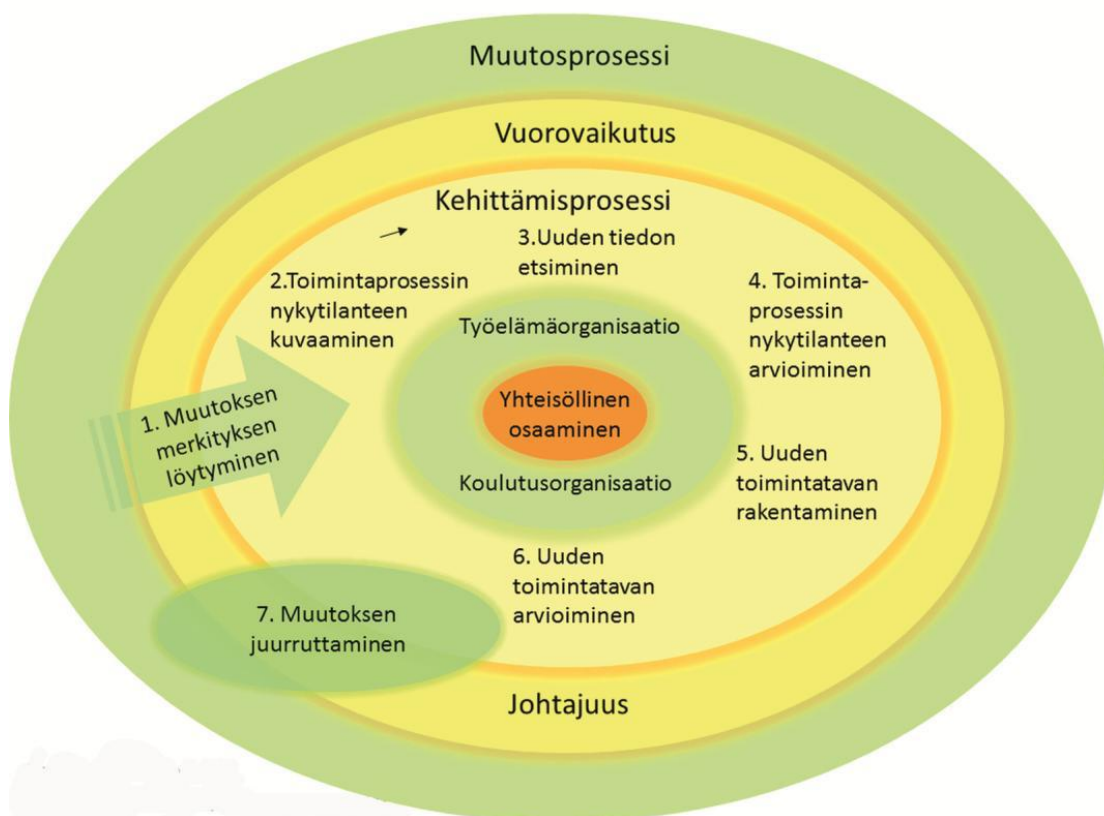 Muutosprosessi
Vuorovaikutus
Kehittämisprosessi
3.Uuden tiedon
etsiminen
2.Toimintaprosessin
nykytilanteen
kuvaaminen
4. Toiminta-
prosessin
nykytilanteen
arvioiminen
Työelämäorganisaatio
1. Muutoksen
merkityksen
löytyminen
Yhteisöllinen
osaaminen
Koulutusorganisaatio
5. Uuden
toimintatavan
rakentaminen
6. Uuden
toimintatavan
arvioiminen
7. Muutoksen
juurruttaminen
Johtajuus